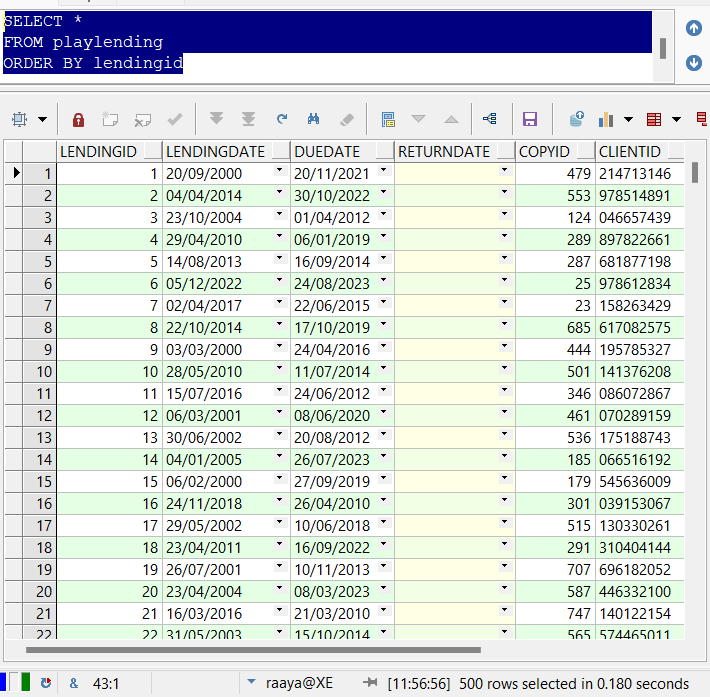 SELECT *
FROM playlending
ORDER BY lendingid
LENDINGID LENDINGDATE DUEDATE RETURNDATE COPYID CLIENTID
1 1 20/09/2000 20/11/2021 479 214713146
2 2 04/04/2014 30/10/2022 553 978514891
3 3 23/10/2004 01/04/2012 124 046657439
4 4 29/04/2010 06/01/2019 289 897822661
5 5 14/08/2013 16/09/2014 287 681877198
6 6 05/12/2022 24/08/2023 25 978612834
7 7 02/04/2017 22/06/2015 23 158263429
8 8 22/10/2014 17/10/2019 685 617082575
9 9 03/03/2000 24/04/2016 444 195785327
10 10 28/05/2010 11/07/2014 501 141376208
11 11 15/07/2016 24/06/2012 346 086072867
12 12 06/03/2001 08/06/2020 461 070289159
13 13 30/06/2002 20/08/2012 536 175188743
14 14 04/01/2005 26/07/2023 185 066516192
15 15 06/02/2000 27/09/2019 179 545636009
16 16 24/11/2018 26/04/2010 301 039153067
17 17 29/05/2002 10/06/2018 515 130330261
18 18 23/04/2011 16/09/2022 291 310404144
19 19 26/07/2001 10/11/2013 707 696182052
20 20 23/04/2004 08/03/2023 587 446332100
21 21 16/03/2016 21/03/2010 747 140122154
22 22 31/05/2003 15/10/2014 565 574465011
& 43:1 raaya@XE [11:56:56] 500 rows selected in 0.180 seconds